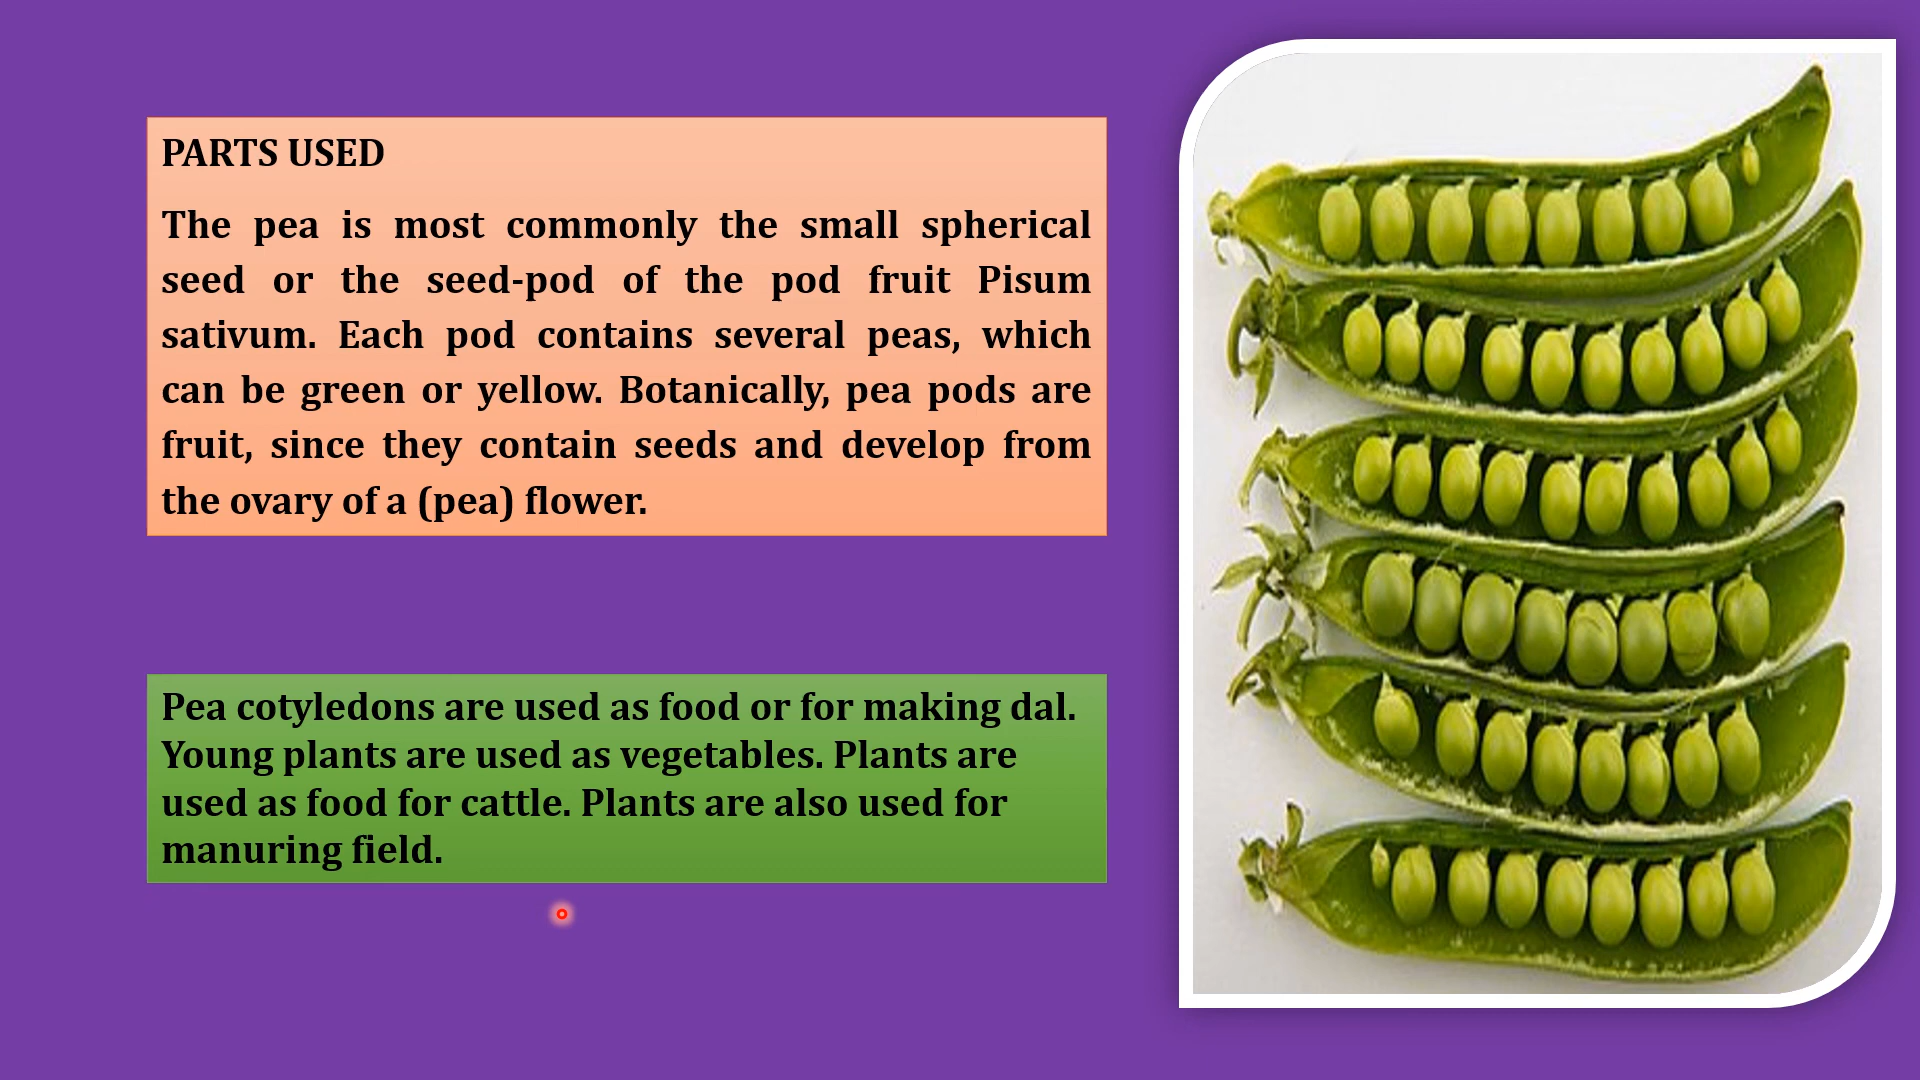 PARTS USED
The pea is most commonly the small spherical
seed or the seed-pod of the pod fruit Pisum
sativum. Each pod contains several peas, which
can be green or yellow. Botanically, pea pods are
fruit, since they contain seeds and develop from
the ovary of a (pea) flower.
Pea cotyledons are used as food or for making dal.
Young plants are used as vegetables. Plants are
used as food for cattle. Plants are also used for
manuring field.